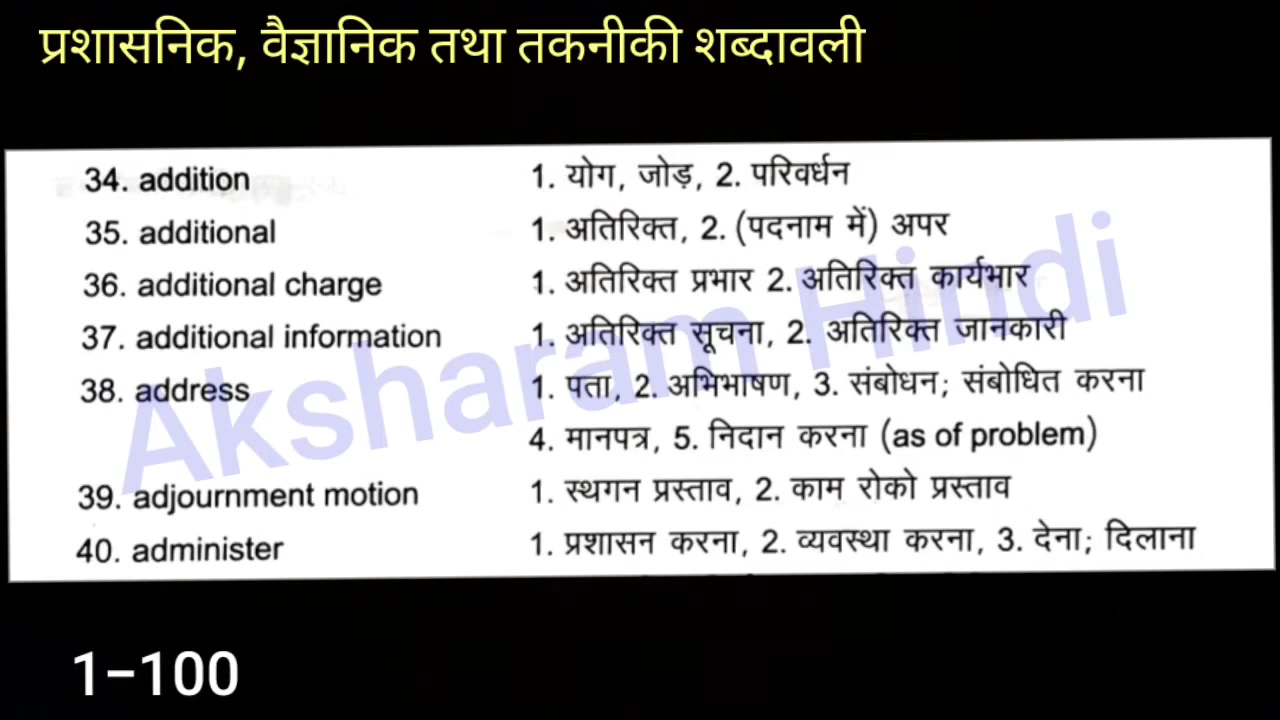 प्रशासनिक, वैज्ञानिक तथा तकनीकी शब्दावली
34. addition 1. योग, जोड़, 2. परिवर्धन
35. additional 1. अतिरिक्त, 2. (पदनाम में) अपर
36. additional charge 1. अतिरिक्त प्रभार 2. अतिरिक्त कार्यभार
37. additional information 1. अतिरिक्त सूचना, 2. अतिरिक्त जानकारी
38. address 1. पता, 2. अभिभाषण, 3. संबोधन; संबोधित करना
4. मानपत्र, 5. निदान करना (as of problem)
39. adjournment motion 1. स्थगन प्रस्ताव, 2. काम रोको प्रस्ताव
40. administer 1. प्रशासन करना, 2. व्यवस्था करना, 3. देना; दिलाना
Aksharam Hindi
1-100